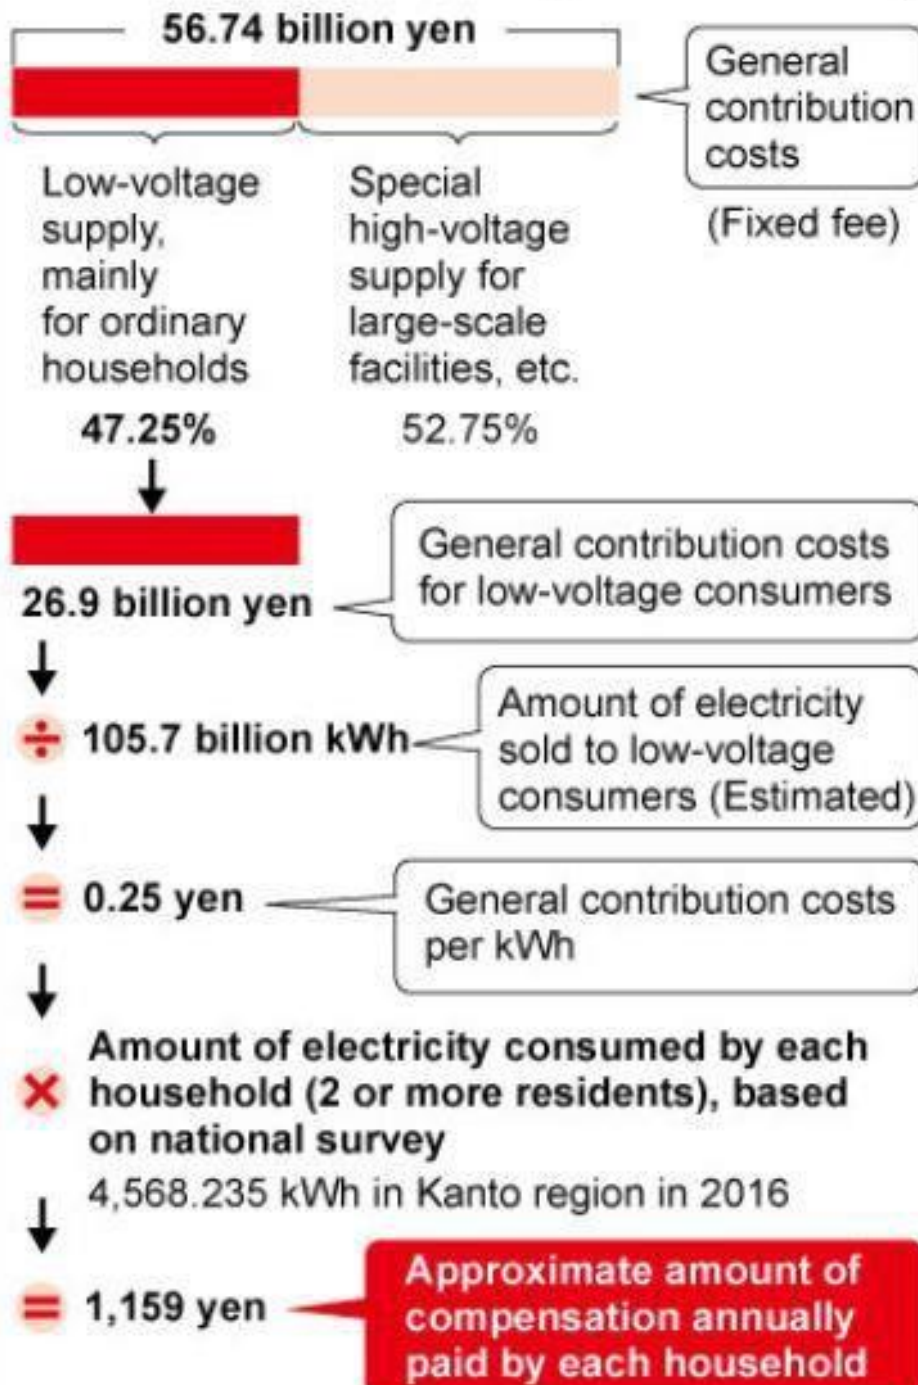 56.74 billion yen
General
contribution
costs
(Fixed fee)
Low-voltage
supply,
mainly
for ordinary
households
47.25%
Special
high-voltage
supply for
large-scale
facilities, etc.
52.75%
26.9 billion yen
General contribution costs
for low-voltage consumers
÷ 105.7 billion kWh
Amount of electricity
sold to low-voltage
consumers (Estimated)
= 0.25 yen
General contribution costs
per kWh
× Amount of electricity consumed by each
household (2 or more residents), based
on national survey
4,568.235 kWh in Kanto region in 2016
= 1,159 yen
Approximate amount of
compensation annually
paid by each household